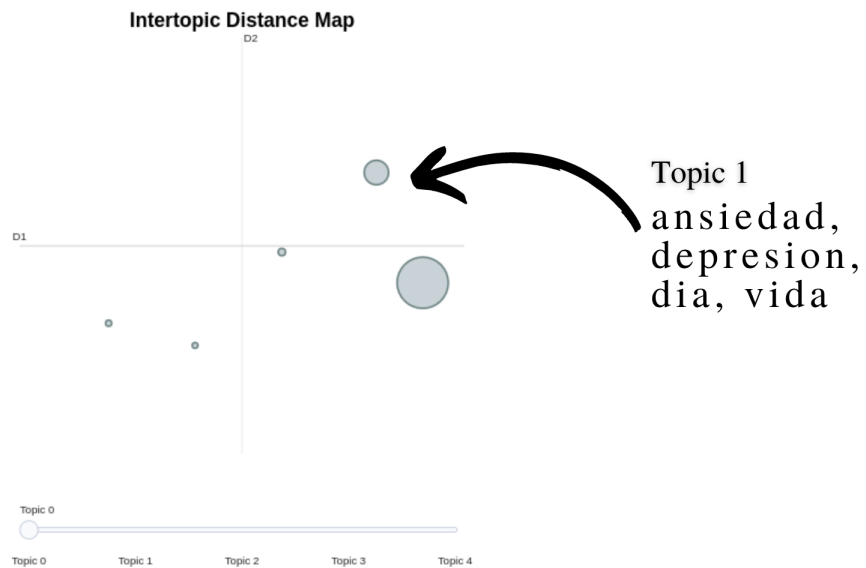 Intertopic Distance Map
D2
D1
Topic 1
ansiedad,
depresion,
dia, vida
Topic 0
Topic 0 Topic 1 Topic 2 Topic 3 Topic 4